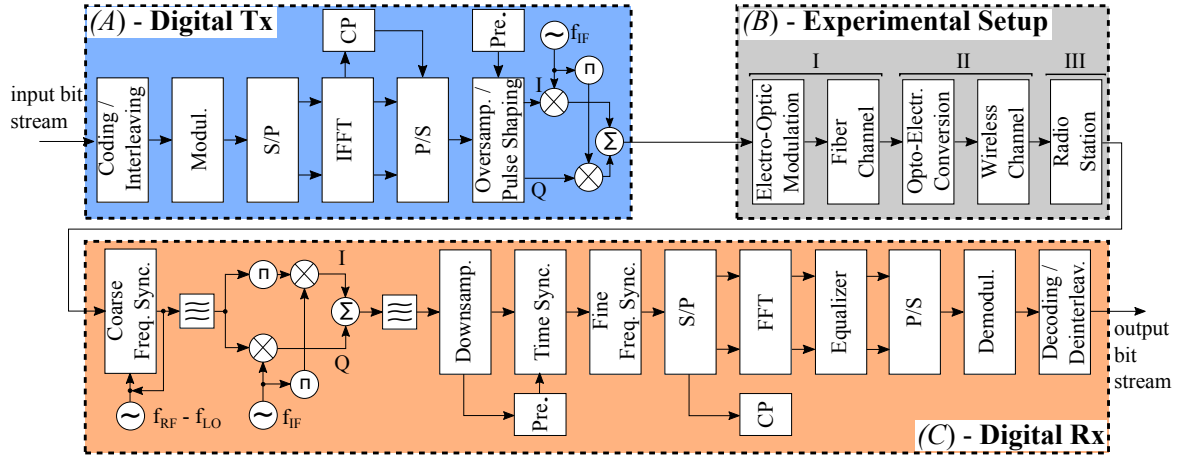 (A) - Digital Tx
input bit
stream
Coding /
Interleaving
Modul.
S/P
CP
IFFT
P/S
Pre.
Oversamp. /
Pulse Shaping
f_IF
I
Q
Π
Σ
(B) - Experimental Setup
I
II
III
Electro-Optic
Modulation
Fiber
Channel
Opto-Electr.
Conversion
Wireless
Channel
Radio
Station
Coarse
Freq. Sync.
f_RF - f_LO
Π
I
Σ
Q
Π
f_IF
Downsamp.
Pre.
Time Sync.
Fine
Freq. Sync.
S/P
CP
FFT
Equalizer
P/S
Demodul.
Decoding /
Deinterleav.
output
bit
stream
(C) - Digital Rx